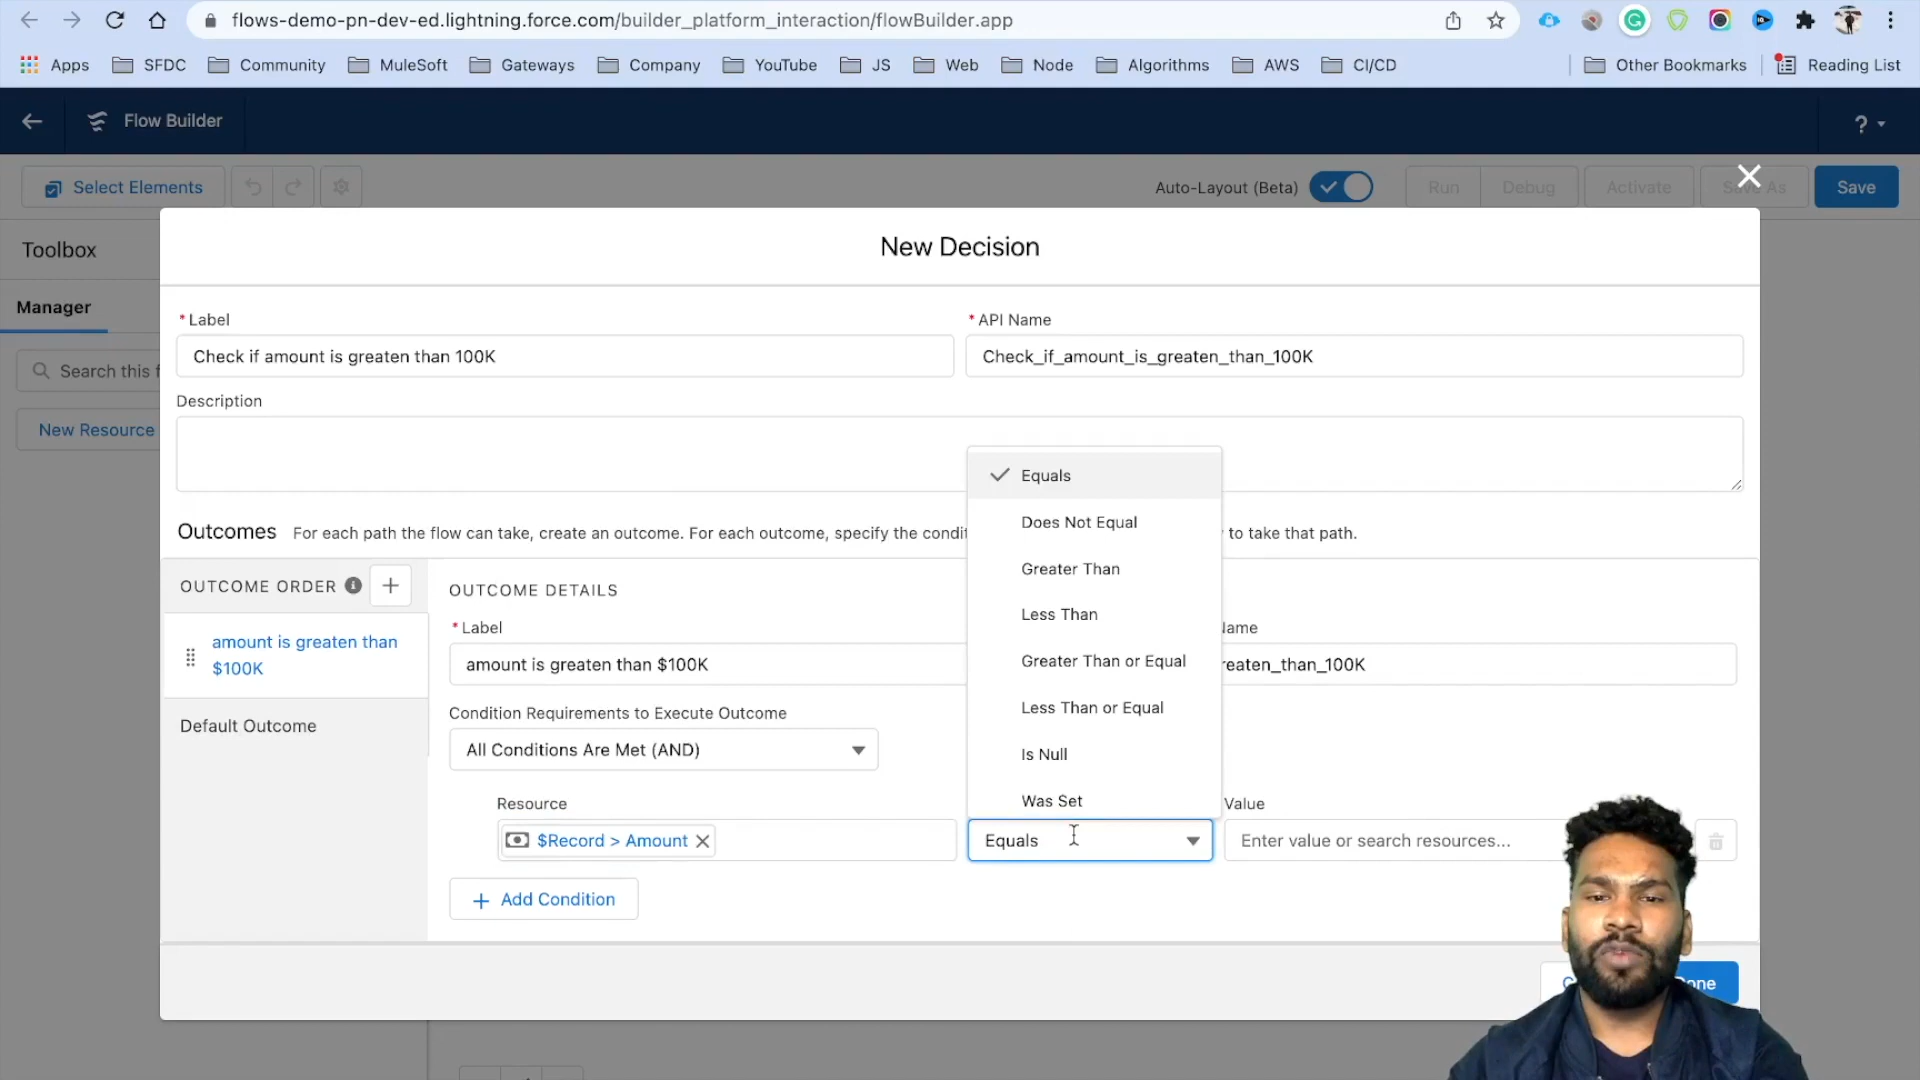 flows-demo-pn-dev-ed.lightning.force.com/builder_platform_interaction/flowBuilder.app
Apps SFDC Community MuleSoft Gateways Company YouTube JS Web Node Algorithms AWS CI/CD Other Bookmarks Reading List
Flow Builder ?
Select Elements Auto-Layout (Beta) Run Debug Activate Save As Save
Toolbox
New Decision
Manager
* Label * API Name
Check if amount is greaten than 100K Check_if_amount_is_greaten_than_100K
Search this f
Description
New Resource
Equals
Outcomes For each path the flow can take, create an outcome. For each outcome, specify the condit to take that path.
Does Not Equal
Greater Than
Less Than
Greater Than or Equal
Less Than or Equal
Is Null
Was Set
OUTCOME ORDER OUTCOME DETAILS
* Label Name
amount is greaten than $100K
amount is greaten than $100K reaten_than_100K
Default Outcome
Condition Requirements to Execute Outcome
All Conditions Are Met (AND)
Resource Value
$Record > Amount Equals Enter value or search resources...
+ Add Condition
one